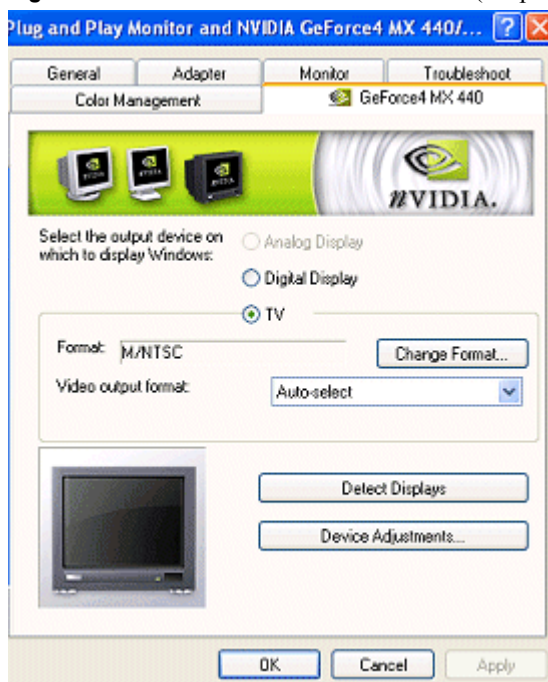 Plug and Play Monitor and NVIDIA GeForce4 MX 440/...
General Adapter Monitor Troubleshoot
Color Management GeForce4 MX 440
NVIDIA.
Select the output device on
which to display Windows:
Analog Display
Digital Display
TV
Format: M/NTSC
Change Format...
Video output format:
Auto-select
Detect Displays
Device Adjustments...
OK Cancel Apply